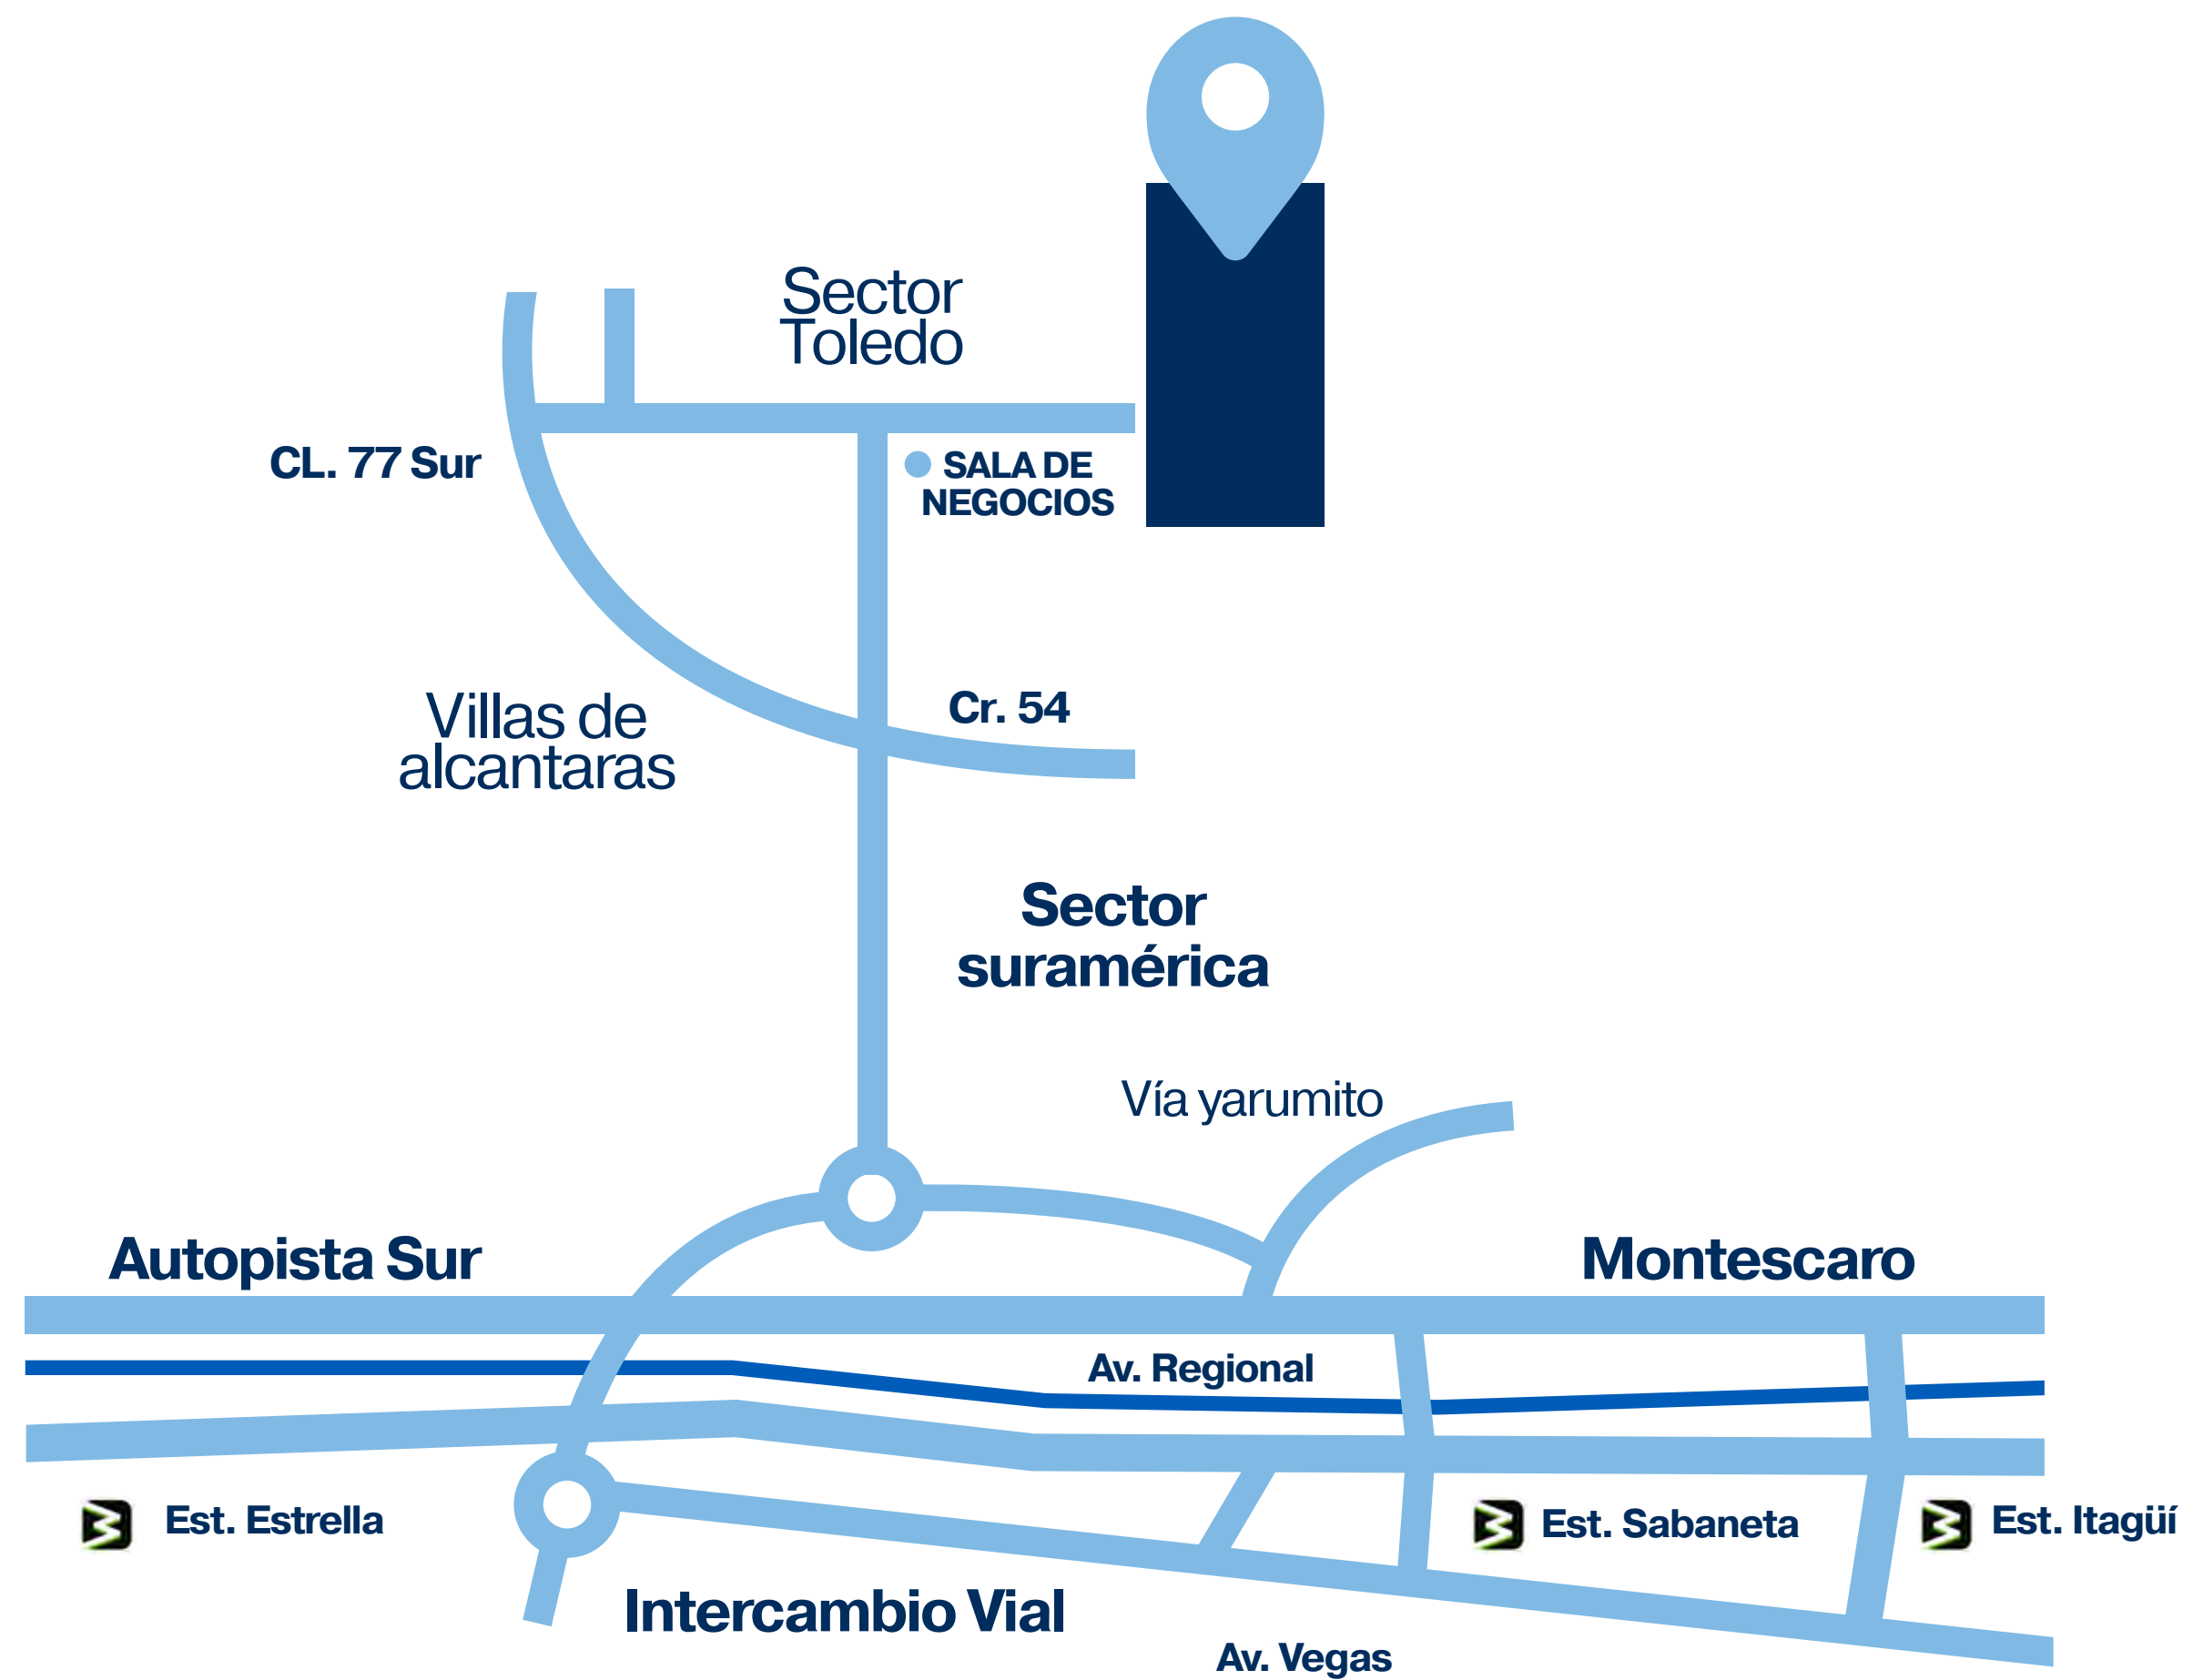 Sector
Toledo
CL. 77 Sur
SALA DE
NEGOCIOS
Villas de
alcantaras
Cr. 54
Sector
suramérica
Vía yarumito
Autopista Sur
Montescaro
Av. Regional
Est. Estrella
Est. Sabaneta
Est. Itagüí
Intercambio Vial
Av. Vegas